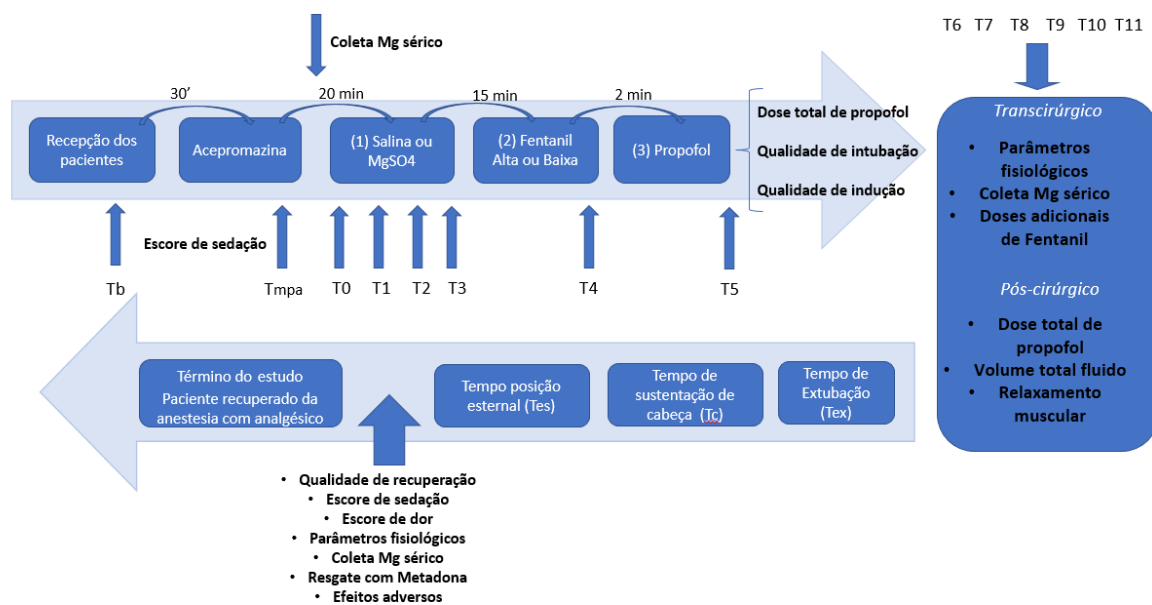 T6 T7 T8 T9 T10 T11
Coleta Mg sérico
30’
20 min
15 min
2 min
Recepção dos
pacientes
Acepromazina
(1) Salina ou
MgSO4
(2) Fentanil
Alta ou Baixa
(3) Propofol
Dose total de propofol
Qualidade de intubação
Qualidade de indução
Escore de sedação
Tb
Tmpa
T0
T1
T2
T3
T4
T5
Transcirúrgico
• Parâmetros
fisiológicos
• Coleta Mg sérico
• Doses adicionais
de Fentanil
Pós-cirúrgico
• Dose total de
propofol
• Volume total fluido
• Relaxamento
muscular
Tempo de
Extubação
(Tex)
Tempo de
sustentação de
cabeça (Tc)
Tempo posição
esternal (Tes)
Término do estudo
Paciente recuperado da
anestesia com analgésico
• Qualidade de recuperação
• Escore de sedação
• Escore de dor
• Parâmetros fisiológicos
• Coleta Mg sérico
• Resgate com Metadona
• Efeitos adversos